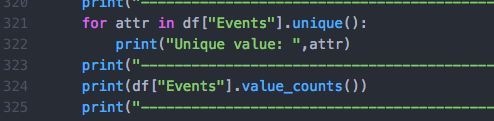 320 print("----------------------------------------
321 for attr in df["Events"].unique():
322 print("Unique value: ",attr)
323 print("----------------------------------------
324 print(df["Events"].value_counts())
325 print("----------------------------------------